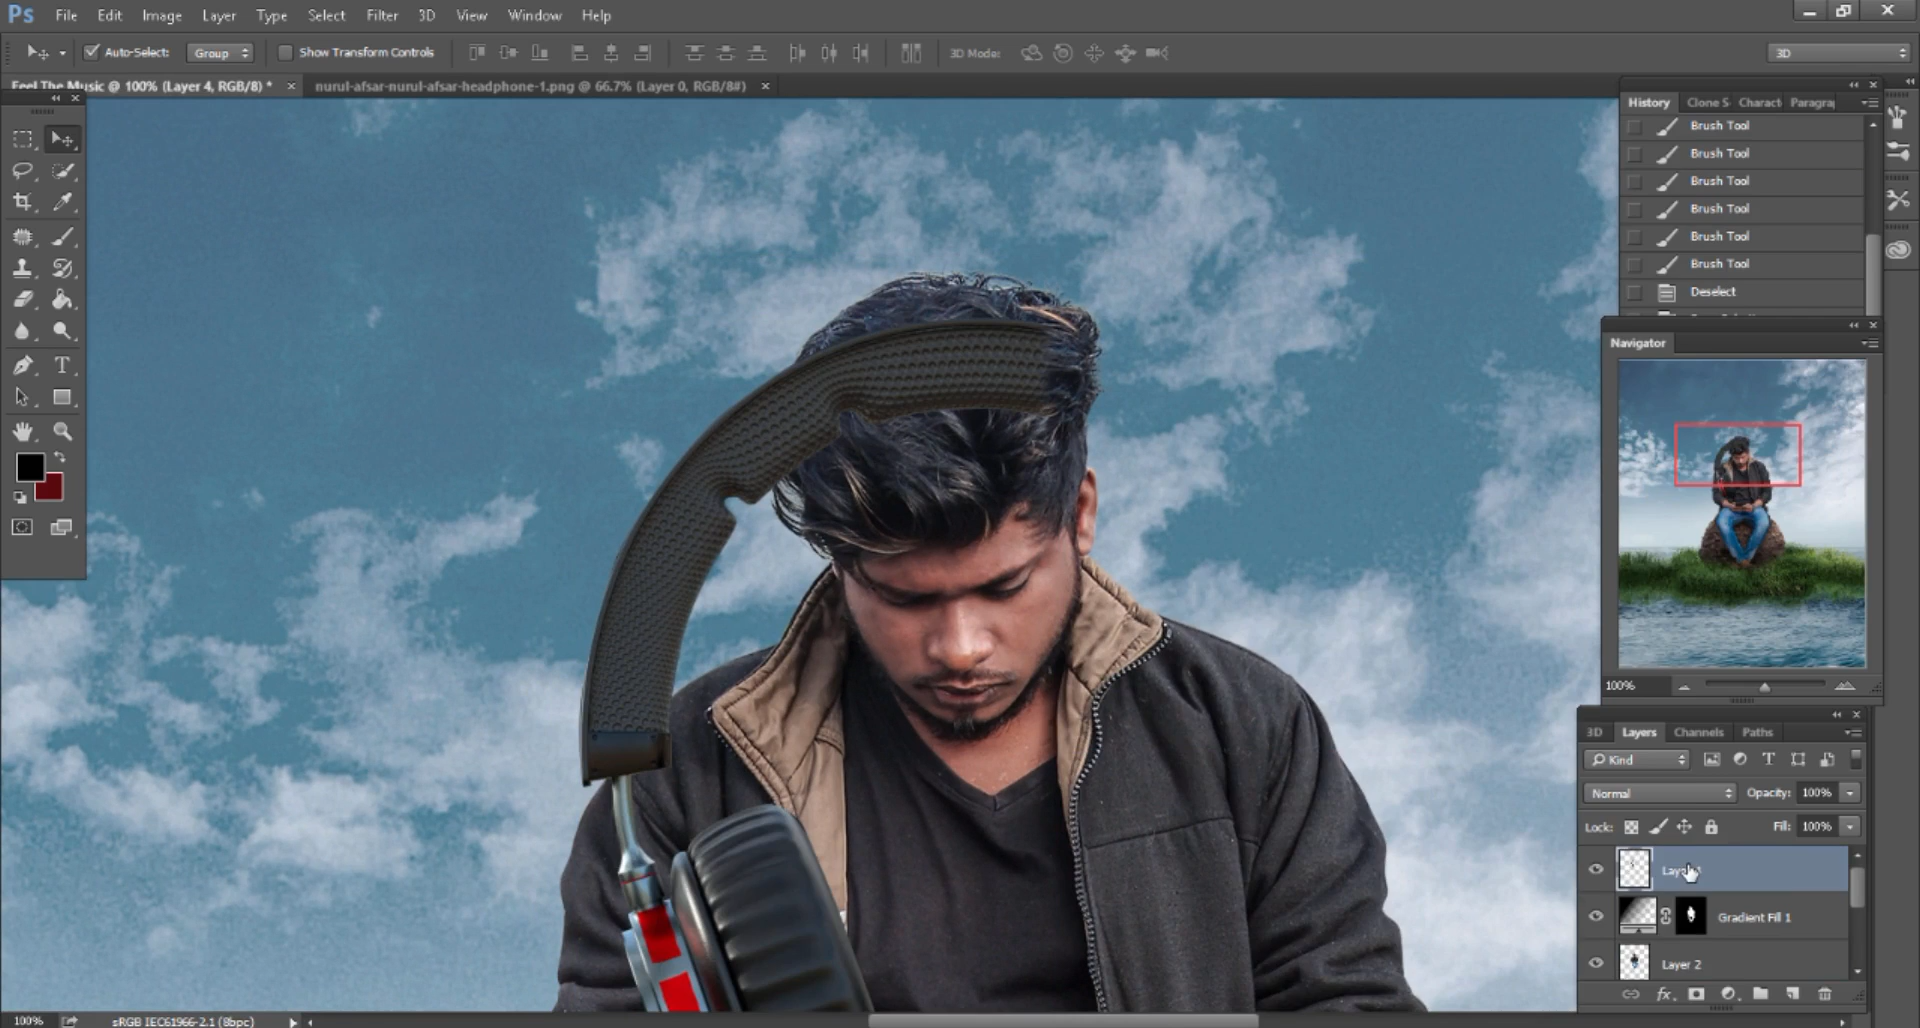 Ps File Edit Image Layer Type Select Filter 3D View Window Help
Auto-Select: Group Show Transform Controls 3D Mode: 3D
Feel The Music @ 100% (Layer 4, RGB/8) * × nurul-afsar-nurul-afsar-headphone-1.png @ 66.7% (Layer 0, RGB/8#) ×
History Clone S Charact Paragra
Brush Tool
Brush Tool
Brush Tool
Brush Tool
Brush Tool
Brush Tool
Deselect
Navigator
100%
3D Layers Channels Paths
Kind
Normal Opacity: 100%
Lock: Fill: 100%
Gradient Fill 1
Layer 2
fx
100% sRGB IEC61966-2.1 (8bpc)